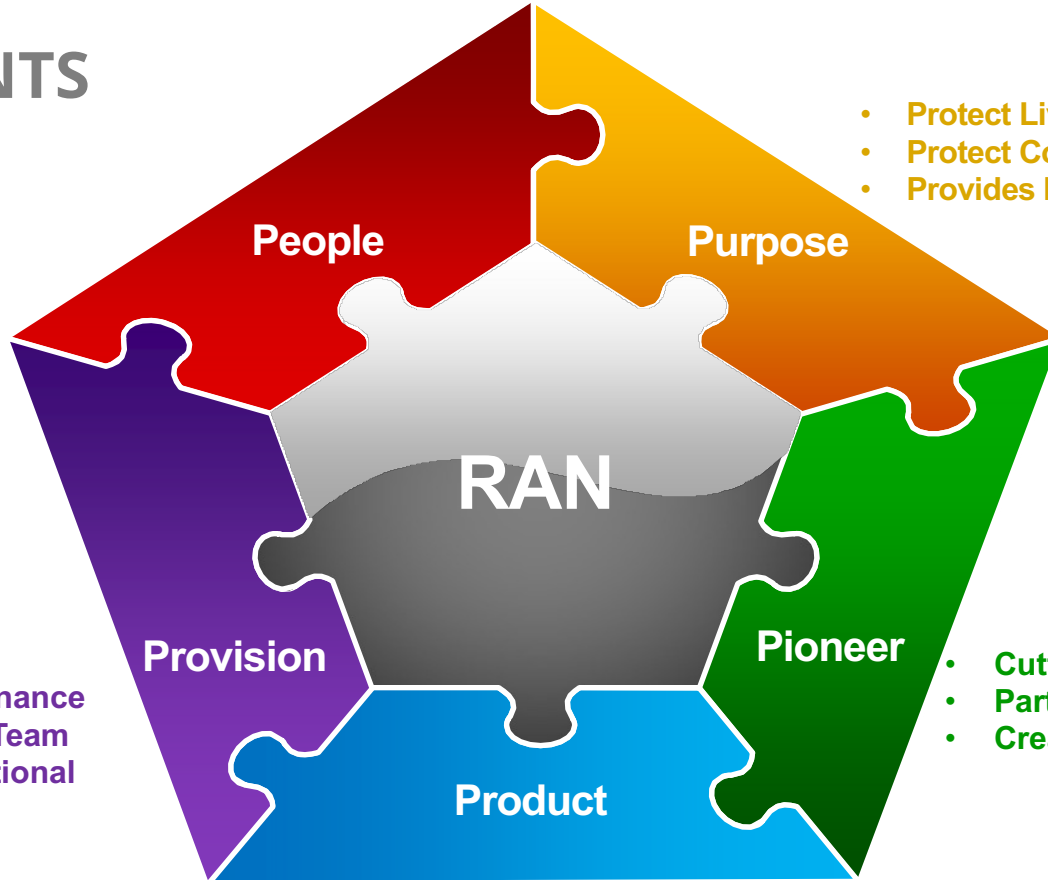 NTS
• Protect Li
• Protect Co
• Provides
People
Purpose
RAN
Provision
Pioneer
nance
Team
tional
• Cut
• Part
• Cre
Product